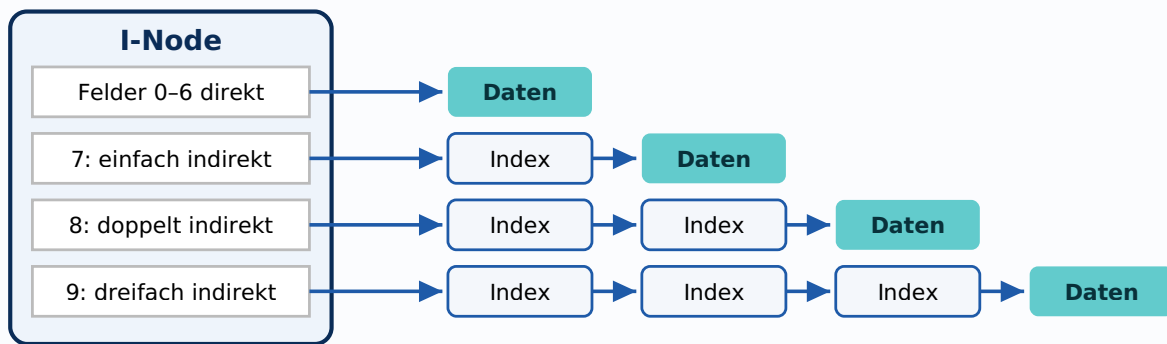 I-Node
Felder 0–6 direkt Daten
7: einfach indirekt Index Daten
8: doppelt indirekt Index Index Daten
9: dreifach indirekt Index Index Index Daten